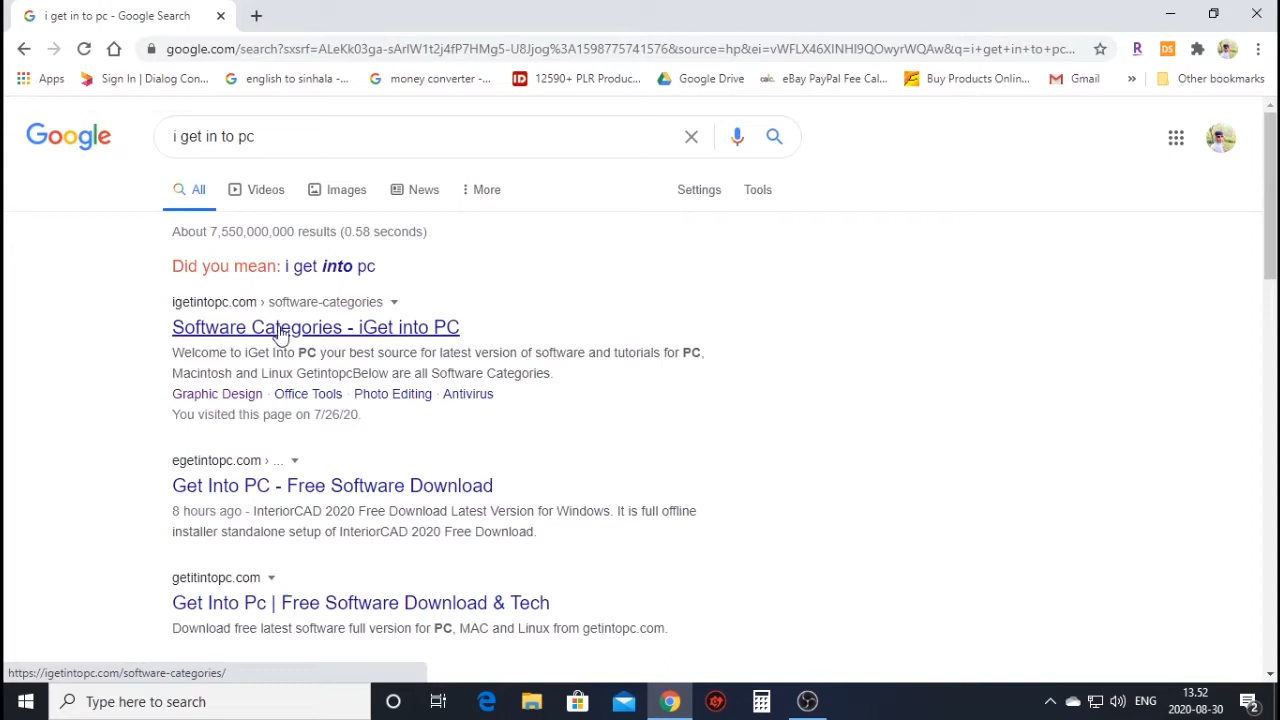 i get in to pc - Google Search
google.com/search?sxsrf=ALeKk03ga-sArlW1t2j4fP7HMg5-U8Jjog%3A1598775741576&source=hp&ei=vWFLX46XINHI9QOwyrWQAw&q=i+get+in+to+pc...
Apps
Sign In | Dialog Con...
english to sinhala -...
money converter -...
12590+ PLR Produc...
Google Drive
eBay PayPal Fee Cal...
Buy Products Onlin...
Gmail
»
Other bookmarks
Google
i get in to pc
All
Videos
Images
News
More
Settings
Tools
About 7,550,000,000 results (0.58 seconds)
Did you mean: i get into pc
igetintopc.com › software-categories
Software Categories - iGet into PC
Welcome to iGet Into PC your best source for latest version of software and tutorials for PC,
Macintosh and Linux GetintopcBelow are all Software Categories.
Graphic Design · Office Tools · Photo Editing · Antivirus
You visited this page on 7/26/20.
egetintopc.com › ...
Get Into PC - Free Software Download
8 hours ago - InteriorCAD 2020 Free Download Latest Version for Windows. It is full offline
installer standalone setup of InteriorCAD 2020 Free Download.
getitintopc.com
Get Into Pc | Free Software Download & Tech
Download free latest software full version for PC, MAC and Linux from getintopc.com.
https://igetintopc.com/software-categories/
Type here to search
ENG
13.52
2020-08-30
2